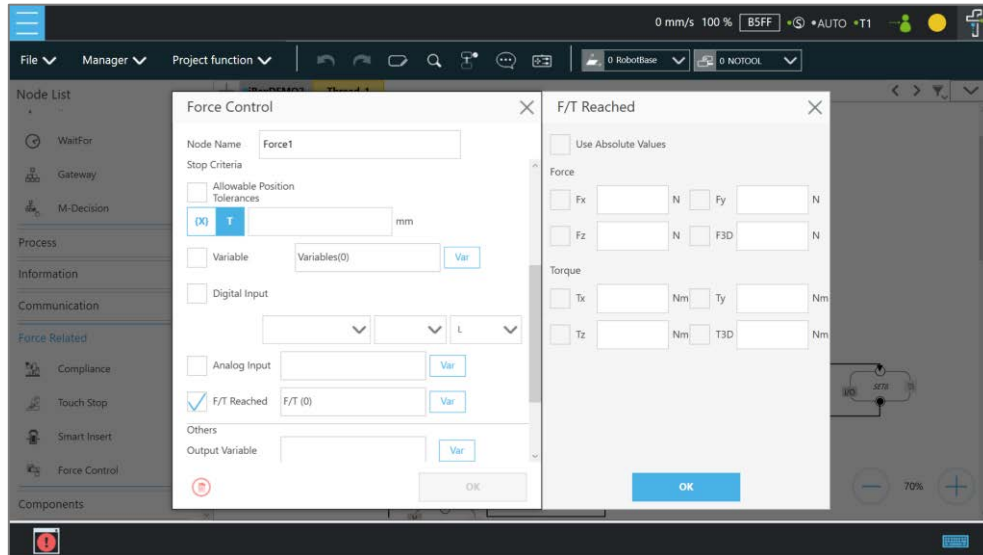 0 mm/s 100 % B5FF •Ⓢ •AUTO •T1
File Manager Project function 0 RobotBase 0 NOTOOL
Node List
WaitFor
Gateway
M-Decision
Process
Information
Communication
Force Related
Compliance
Touch Stop
Smart Insert
Force Control
Components
Thread_1
Force Control
Node Name Force1
Stop Criteria
Allowable Position
Tolerances
(X) T mm
Variable Variables(0) Var
Digital Input
L
Analog Input Var
F/T Reached F/T (0) Var
Others
Output Variable Var
OK
F/T Reached
Use Absolute Values
Force
Fx N Fy N
Fz N F3D N
Torque
Tx Nm Ty Nm
Tz Nm T3D Nm
OK
I/O SET8
70%